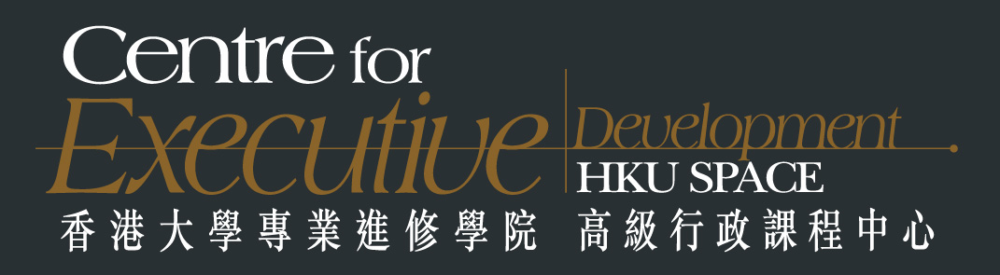 Centre for
Executive Development
HKU SPACE
香港大學專業進修學院 高級行政課程中心